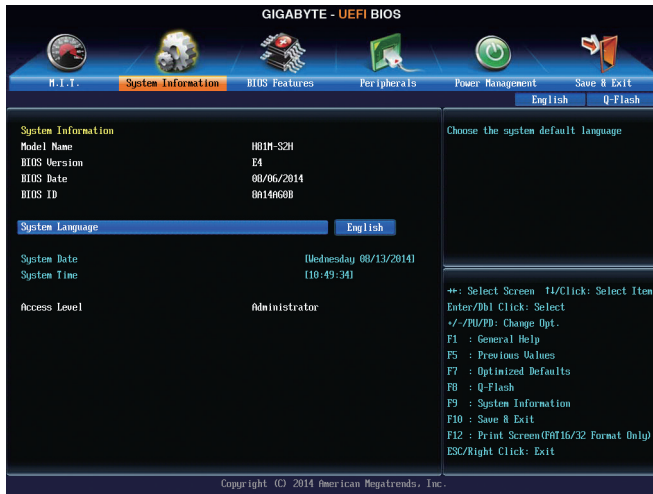 GIGABYTE - UEFI BIOS
M.I.T. System Information BIOS Features Peripherals Power Management Save & Exit
English Q-Flash
System Information
Model Name H81M-S2H
BIOS Version E4
BIOS Date 08/06/2014
BIOS ID 8A14AG0B
System Language English
System Date [Wednesday 08/13/2014]
System Time [10:49:34]
Access Level Administrator
Choose the system default language
→←: Select Screen ↑↓/Click: Select Item
Enter/Dbl Click: Select
+/-/PU/PD: Change Opt.
F1 : General Help
F5 : Previous Values
F7 : Optimized Defaults
F8 : Q-Flash
F9 : System Information
F10 : Save & Exit
F12 : Print Screen(FAT16/32 Format Only)
ESC/Right Click: Exit
Copyright (C) 2014 American Megatrends, Inc.